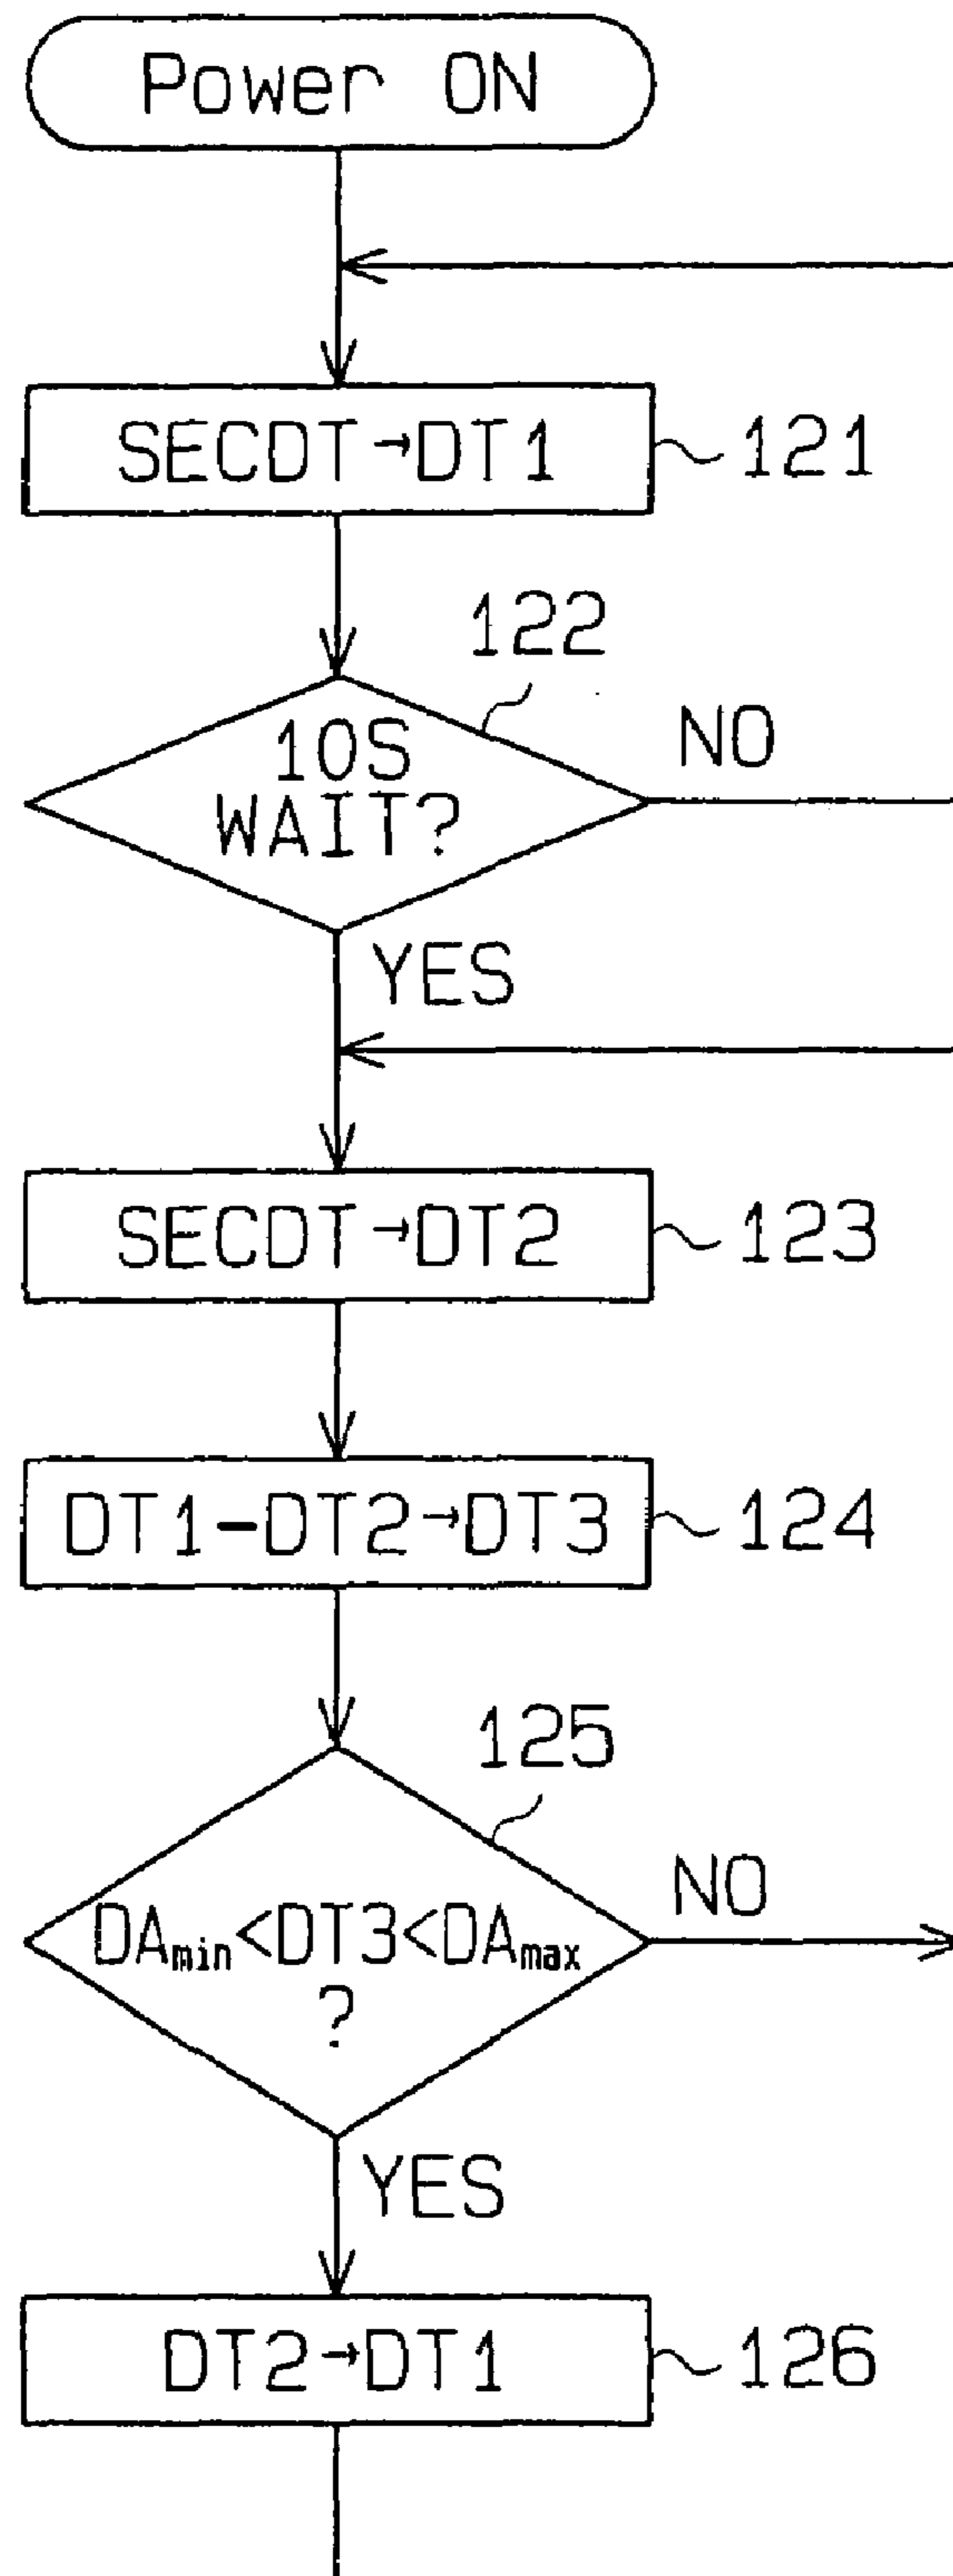 Power ON
SECDT→DT1
121
122
10S
WAIT?
NO
YES
SECDT→DT2
123
DT1-DT2→DT3
124
125
DAmin<DT3<DAmax
?
NO
YES
DT2→DT1
126